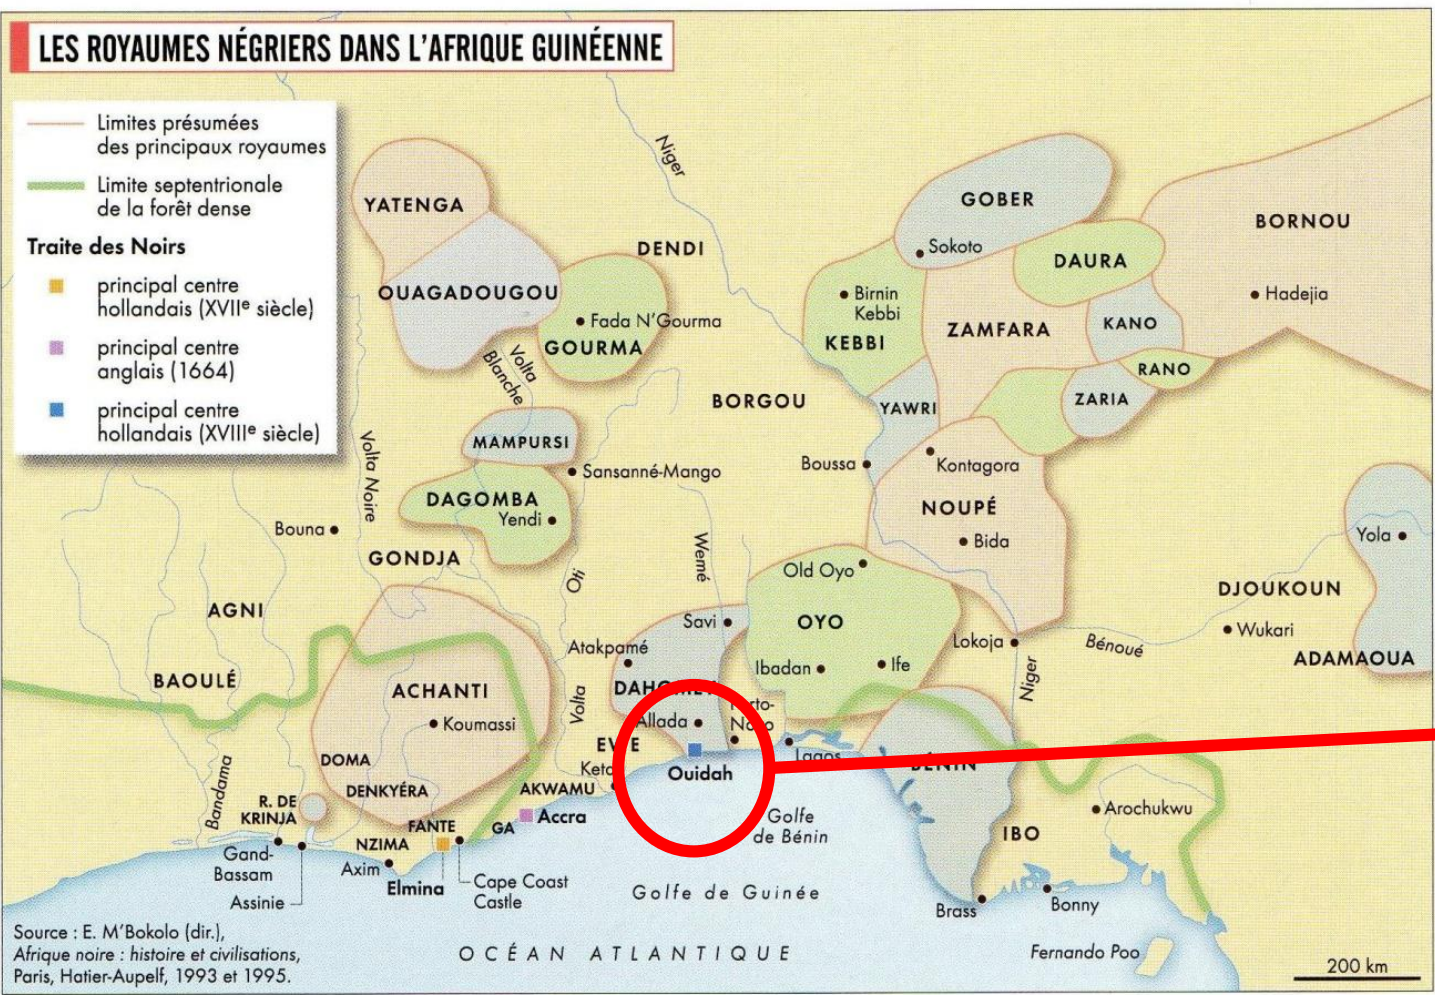 LES ROYAUMES NÉGRIERS DANS L'AFRIQUE GUINÉENNE
Limites présumées
des principaux royaumes
Limite septentrionale
de la forêt dense
Traite des Noirs
principal centre
hollandais (XVIIe siècle)
principal centre
anglais (1664)
principal centre
hollandais (XVIIIe siècle)
Niger
YATENGA
GOBER
BORNOU
DENDI
Sokoto
DAURA
OUAGADOUGOU
Birnin
Kebbi
Hadejia
Fada N'Gourma
KEBBI
ZAMFARA
KANO
GOURMA
Volta
Blanche
RANO
BORGOU
YAWRI
ZARIA
Volta Noire
MAMPURSI
Sansanné-Mango
Boussa
Kontagora
DAGOMBA
Yendi
NOUPÉ
Bouna
Bida
Yola
GONDJA
Wemé
Oti
Old Oyo
DJOUKOUN
AGNI
Savi
OYO
Wukari
Atakpamé
Lokoja
Bénoué
BAOULÉ
ACHANTI
Ibadan
Ife
ADAMAOUA
DAHOMEY
Niger
Volta
Koumassi
Allada
Porto-
Novo
EWE
Lagos
DOMA
Keta
Ouidah
BÉNIN
Bandama
DENKYÉRA
AKWAMU
R. DE
KRINJA
FANTE
GA
Accra
Golfe
de Bénin
Arochukwu
NZIMA
IBO
Gand-
Bassam
Axim
Elmina
Cape Coast
Castle
Golfe de Guinée
Assinie
Brass
Bonny
Source : E. M'Bokolo (dir.),
Afrique noire : histoire et civilisations,
Paris, Hatier-Aupelf, 1993 et 1995.
OCÉAN ATLANTIQUE
Fernando Poo
200 km